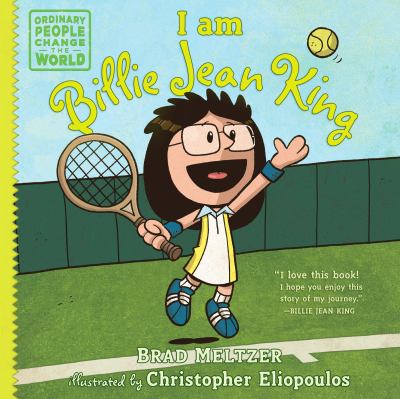 ORDINARY
PEOPLE
CHANGE
THE
WORLD
I am
Billie Jean King
"I love this book!
I hope you enjoy this
story of my journey."
—BILLIE JEAN KING
BRAD MELTZER
illustrated by Christopher Eliopoulos